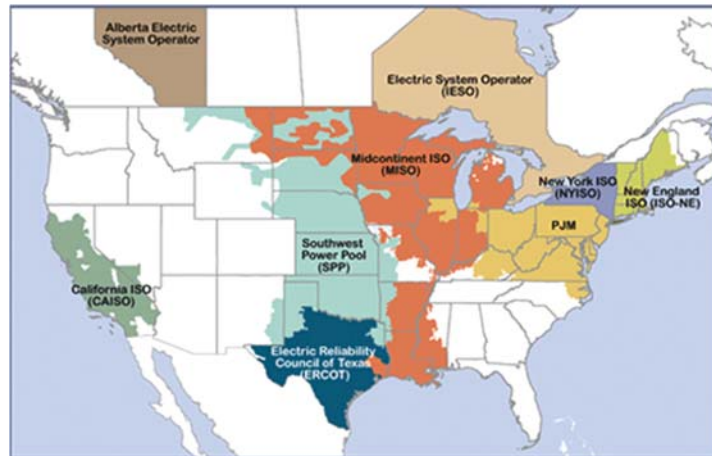 Alberta Electric
System Operator
Electric System Operator
(IESO)
Midcontinent ISO
(MISO)
New York ISO
(NYISO)
New England
ISO (ISO-NE)
PJM
Southwest
Power Pool
(SPP)
California ISO
(CAISO)
Electric Reliability
Council of Texas
(ERCOT)